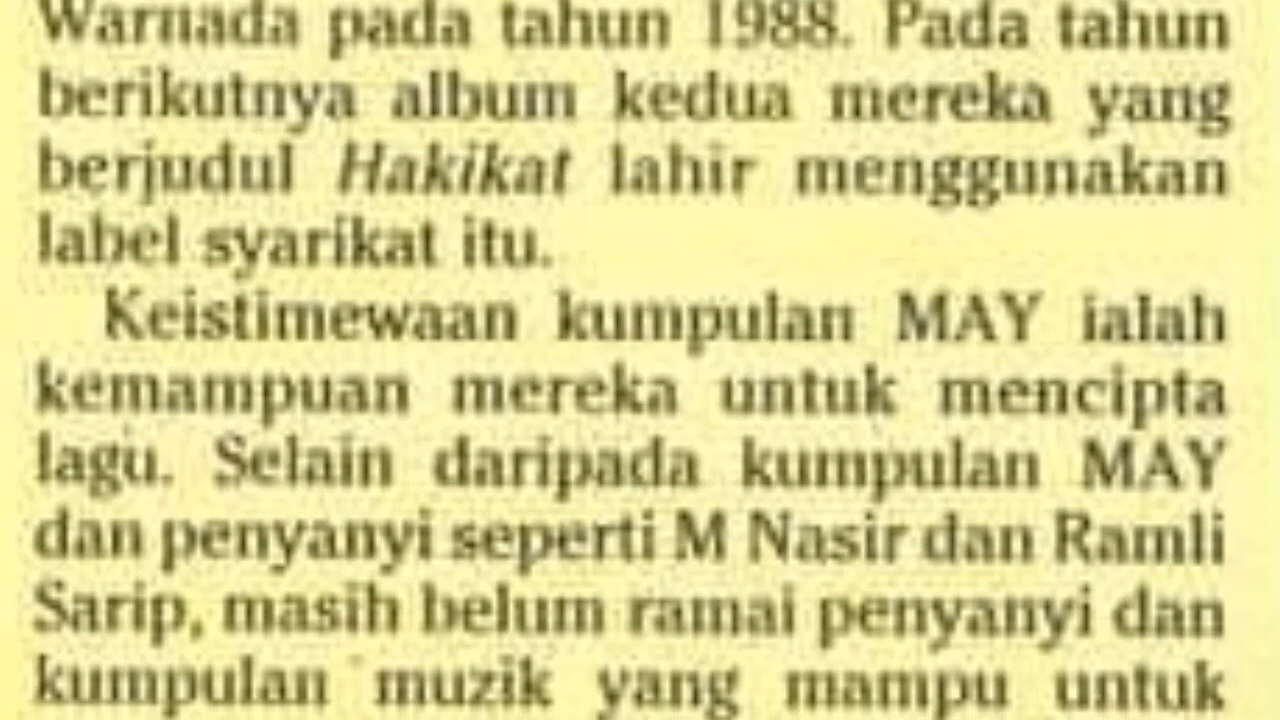 Warnada pada tahun 1988. Pada tahun
berikutnya album kedua mereka yang
berjudul Hakikat lahir menggunakan
label syarikat itu.
Keistimewaan kumpulan MAY ialah
kemampuan mereka untuk mencipta
lagu. Selain daripada kumpulan MAY
dan penyanyi seperti M Nasir dan Ramli
Sarip, masih belum ramai penyanyi dan
kumpulan muzik yang mampu untuk